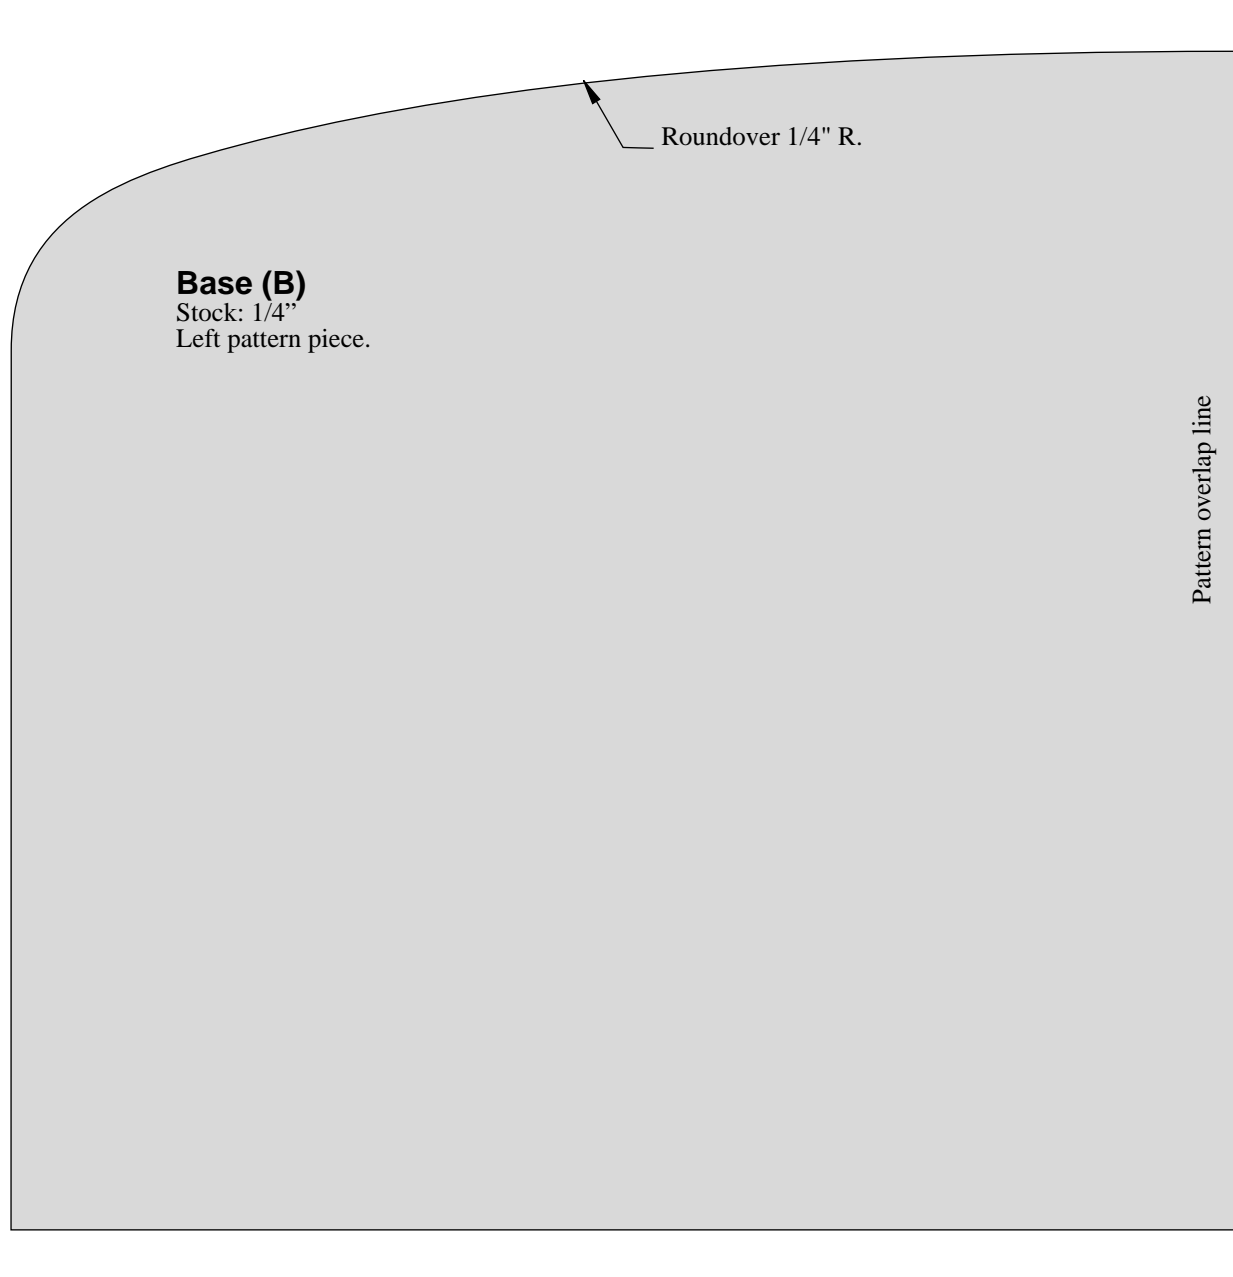 Roundover 1/4" R.
Base (B)
Stock: 1/4”
Left pattern piece.
Pattern overlap line